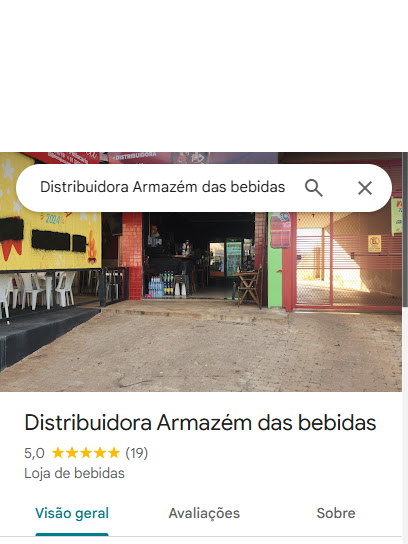 DISTRIBUIDORA
Distribuidora Armazém das bebidas
2024
Distribuidora Armazém das bebidas
5,0 (19)
Loja de bebidas
Visão geral
Avaliações
Sobre